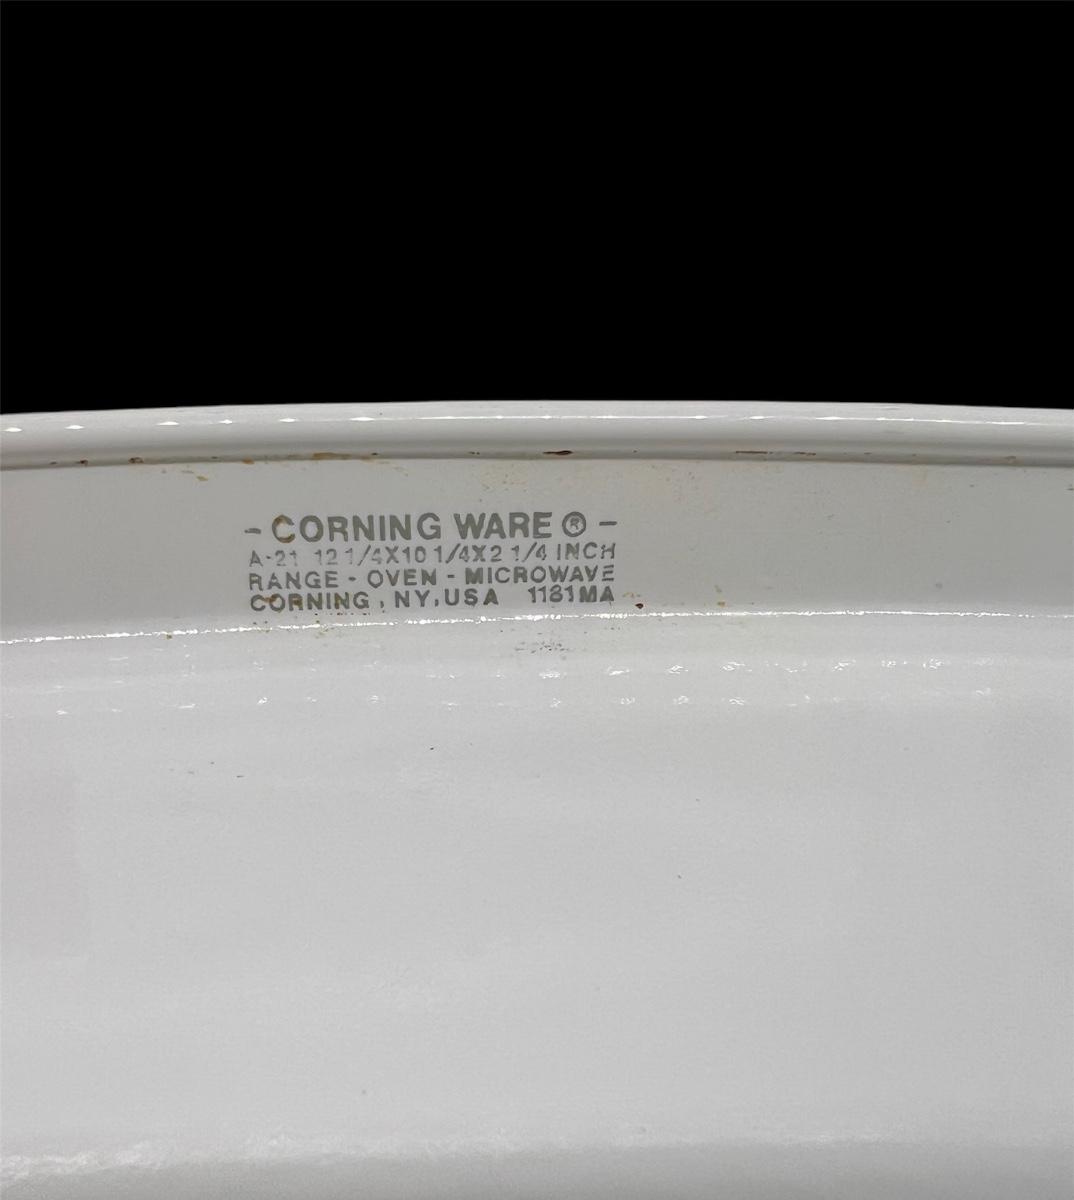 - CORNING WARE ® -
A-21 12 1/4X10 1/4X2 1/4 INCH
RANGE - OVEN - MICROWAVE
CORNING, NY, USA 1181MA